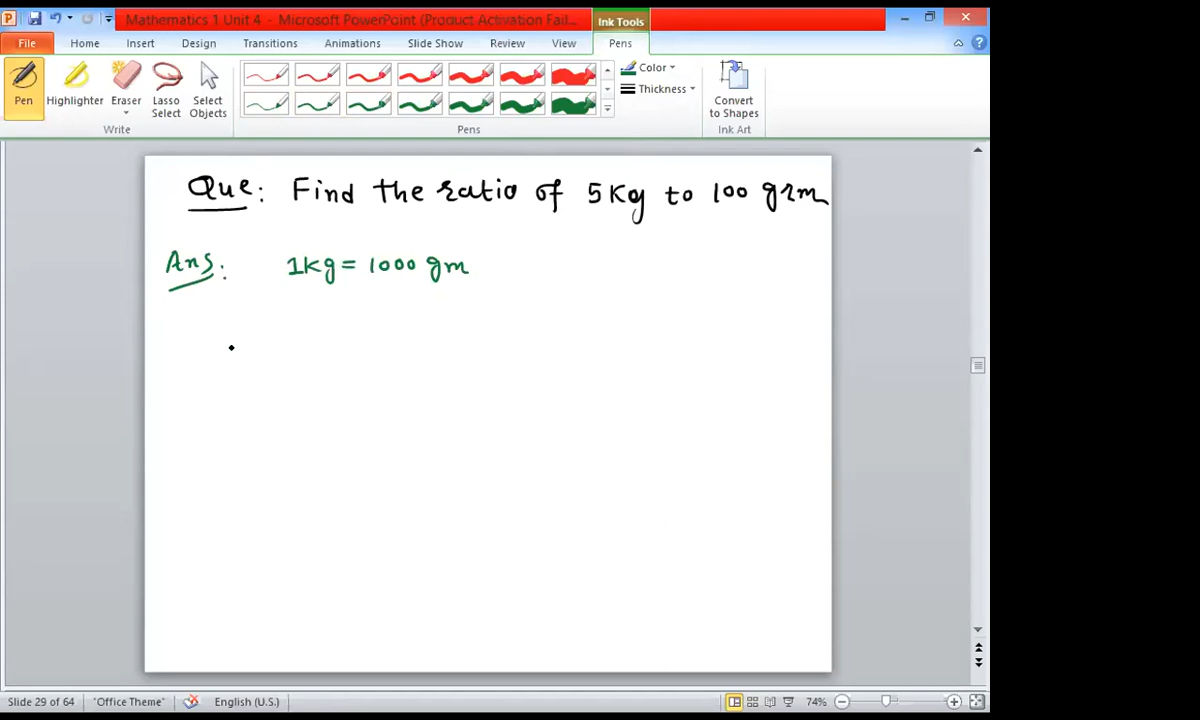 Mathematics 1 Unit 4 - Microsoft PowerPoint (Product Activation Fail...
Ink Tools
File Home Insert Design Transitions Animations Slide Show Review View Pens
Pen Highlighter Eraser Lasso Select Select Objects
Color
Thickness
Convert to Shapes
Write Pens Ink Art
Que: Find the ratio of 5Kg to 100 grm
Ans: 1Kg = 1000 gm
Slide 29 of 64 "Office Theme" English (U.S.) 74%